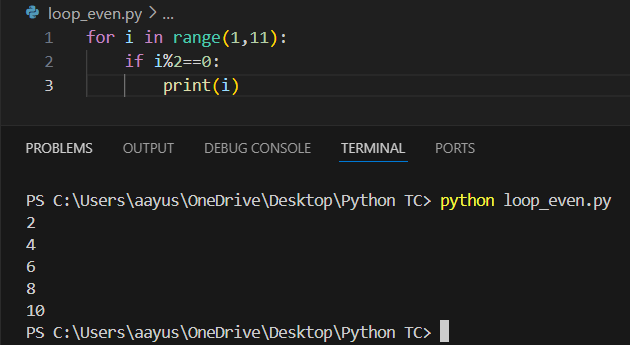 loop_even.py > ...
1 for i in range(1,11):
2     if i%2==0:
3         print(i)
PROBLEMS OUTPUT DEBUG CONSOLE TERMINAL PORTS
PS C:\Users\aayus\OneDrive\Desktop\Python TC> python loop_even.py
2
4
6
8
10
PS C:\Users\aayus\OneDrive\Desktop\Python TC>